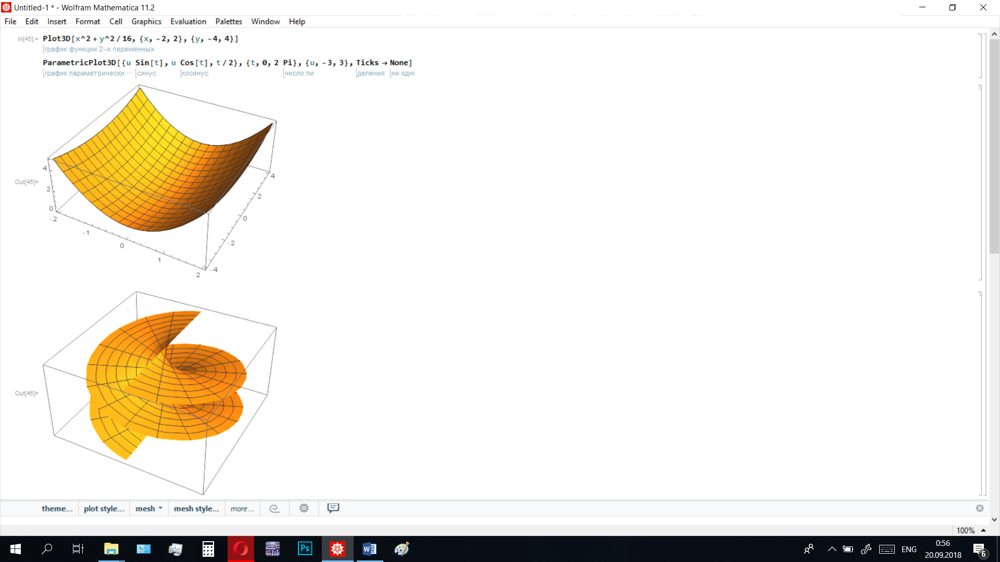 Untitled-1 * - Wolfram Mathematica 11.2
File Edit Insert Format Cell Graphics Evaluation Palettes Window Help
In[45]:= Plot3D[x^2 + y^2 / 16, {x, -2, 2}, {y, -4, 4}]
график функции 2-х переменных
ParametricPlot3D[{u Sin[t], u Cos[t], t / 2}, {t, 0, 2 Pi}, {u, -3, 3}, Ticks → None]
график параметрически ··· синус косинус число пи деления ни одно
4
2
0
-2
-1
0
1
2
4
2
0
-2
-4
Out[45]=
Out[46]=
theme... plot style... mesh mesh style... more...
100%
Ps
ENG
0:56
20.09.2018
6